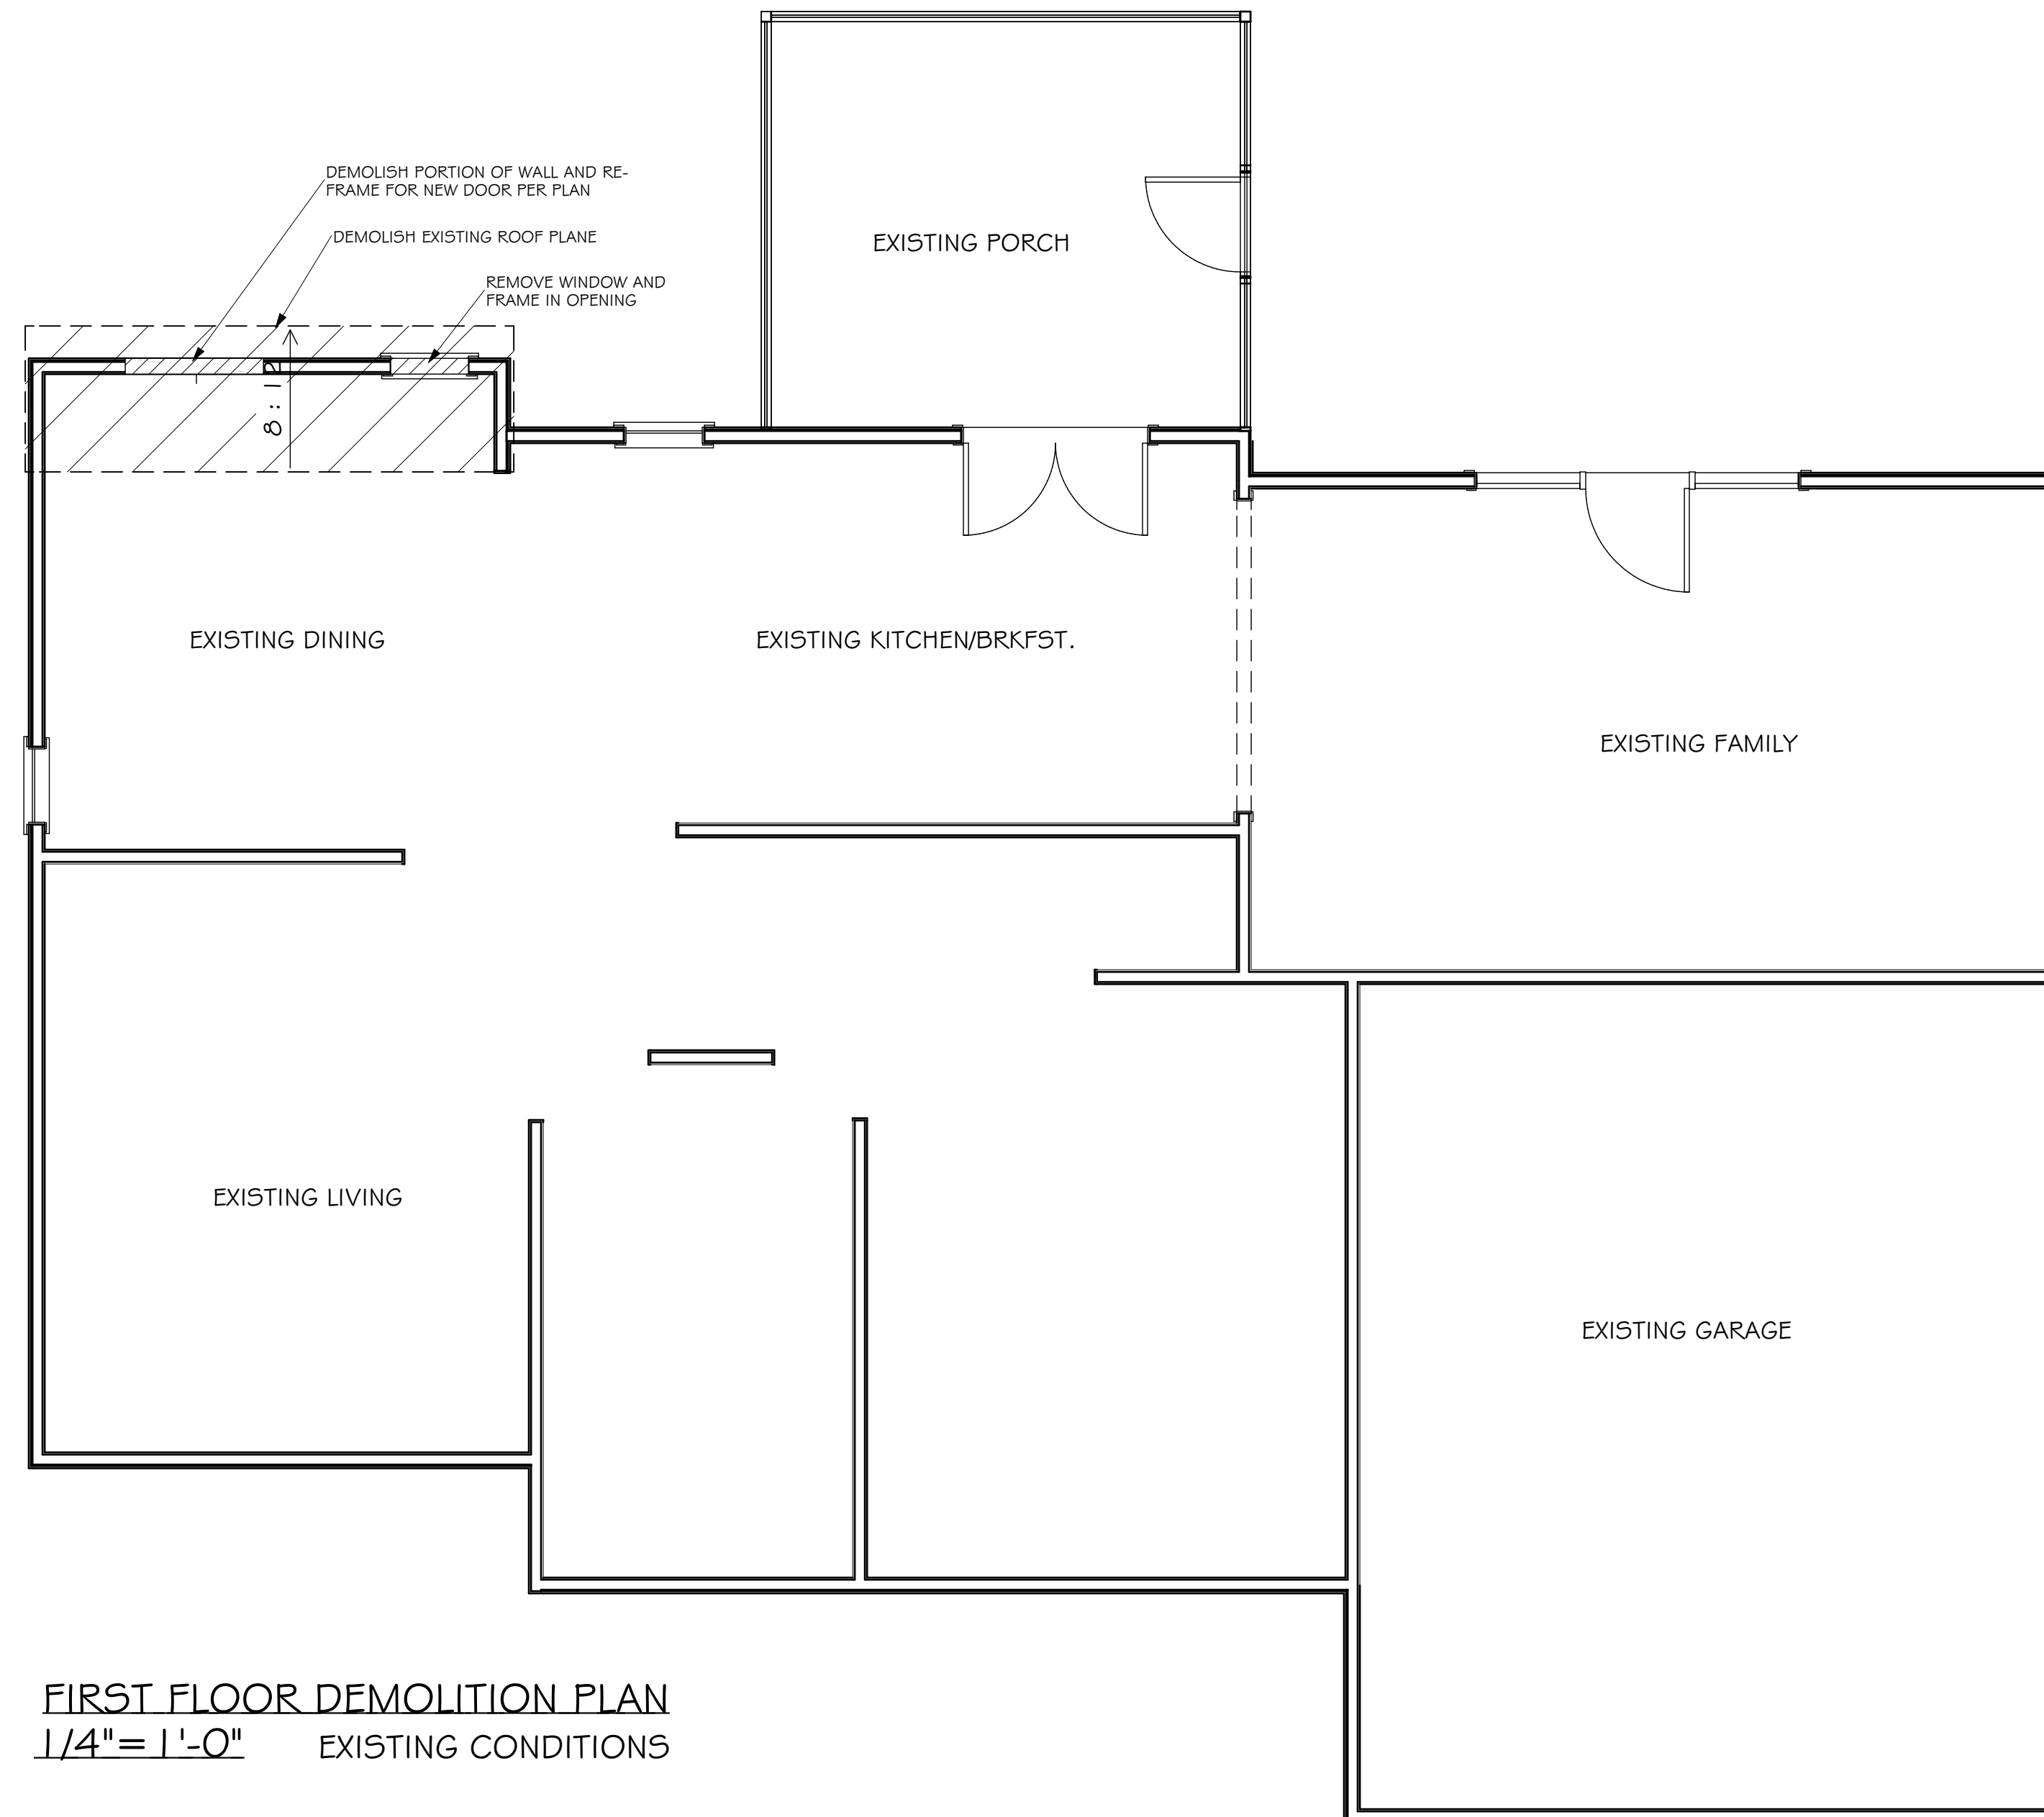 DEMOLISH PORTION OF WALL AND RE-
FRAME FOR NEW DOOR PER PLAN
DEMOLISH EXISTING ROOF PLANE
REMOVE WINDOW AND
FRAME IN OPENING
EXISTING PORCH
8 : 12
EXISTING DINING
EXISTING KITCHEN/BRKFST.
EXISTING FAMILY
EXISTING LIVING
EXISTING GARAGE
FIRST FLOOR DEMOLITION PLAN
1/4"= 1'-0" EXISTING CONDITIONS